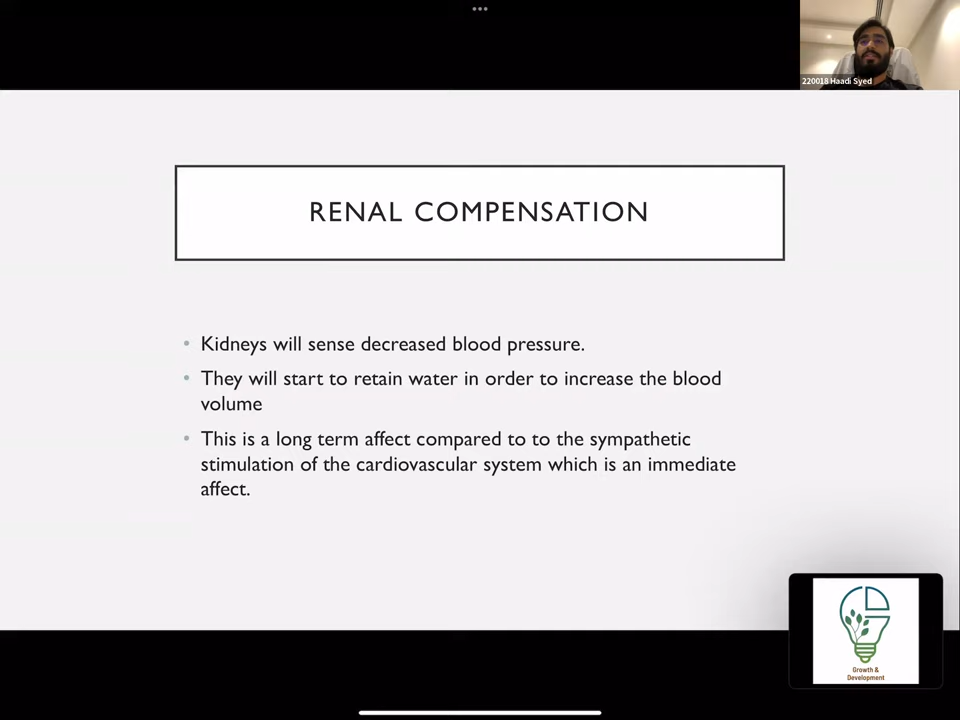 220018 Haadi Syed
RENAL COMPENSATION
• Kidneys will sense decreased blood pressure.
• They will start to retain water in order to increase the blood
volume
• This is a long term affect compared to to the sympathetic
stimulation of the cardiovascular system which is an immediate
affect.
Growth &
Development